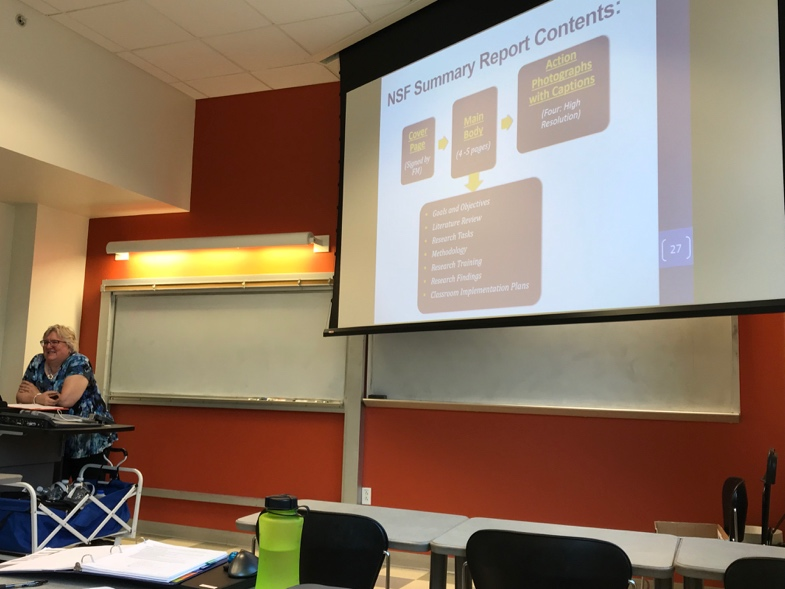 NSF Summary Report Contents:
Cover
Page
(Signed by
FM)
Main
Body
(4 -5 pages)
Action
Photographs
with Captions
(Four: High
Resolution)
• Goals and Objectives
• Literature Review
• Research Tasks
• Methodology
• Research Training
• Research Findings
• Classroom Implementation Plans
27